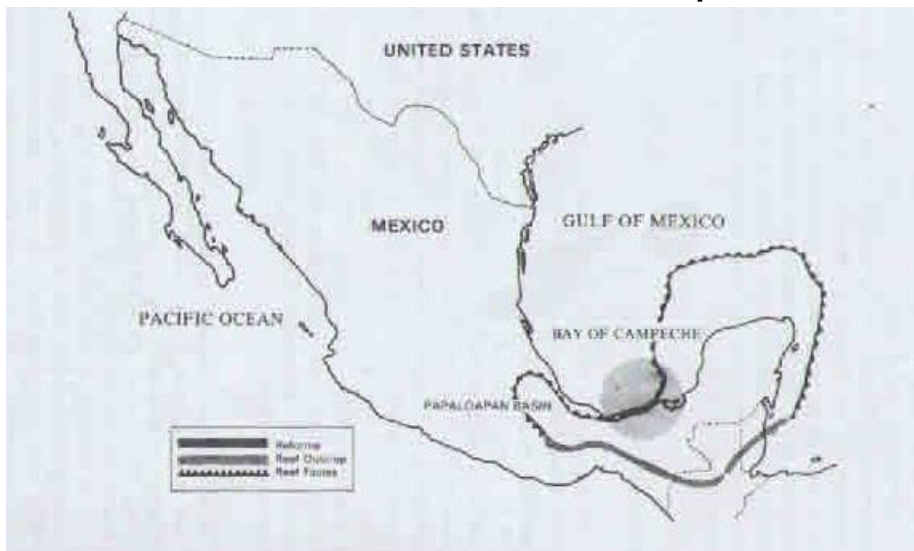 UNITED STATES
MEXICO
GULF OF MEXICO
PACIFIC OCEAN
BAY OF CAMPECHE
PAPALOAPAN BASIN
Reforma
Reef Outcrop
Reef Facies